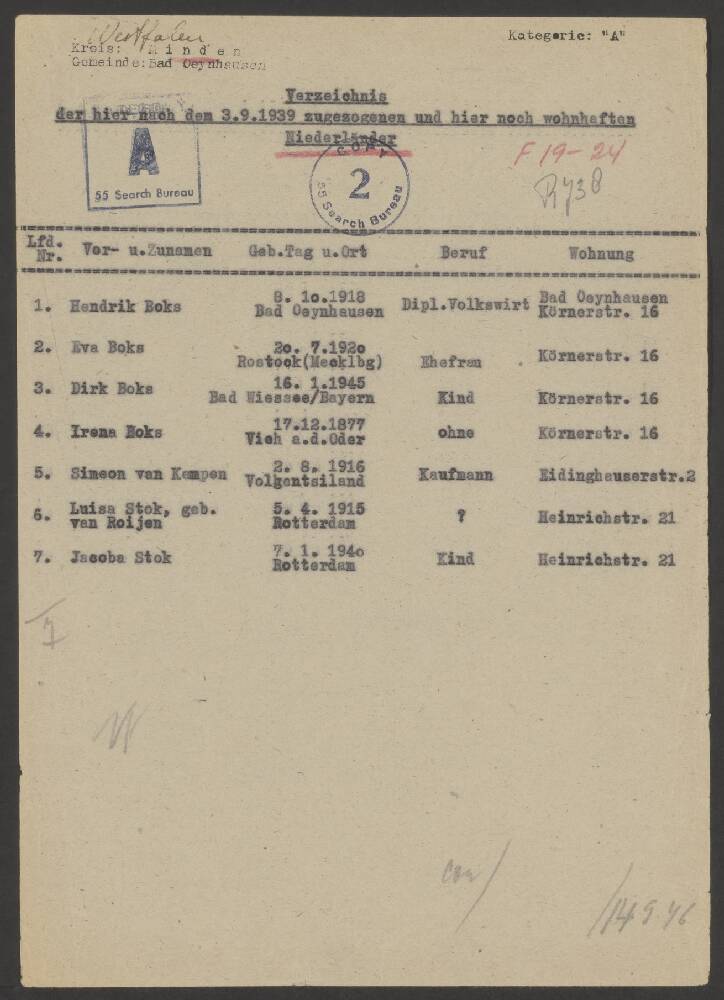 Westfalen
Kreis: Minden
Kategorie: "A"
Gemeinde: Bad Oeynhausen
Verzeichnis
der hier nach dem 3.9.1939 zugezogenen und hier noch wohnhaften
Niederländer
A
55 Search Bureau
COPY
2
55 Search Bureau
F 19-24
Lfd. Nr. Vor- u.Zunamen Geb.Tag u.Ort Beruf Wohnung
1. Hendrik Boks 8. 10.1918 Bad Oeynhausen Dipl.Volkswirt Bad Oeynhausen Körnerstr. 16
2. Eva Boks 20. 7.1920 Rostock(Mecklbg) Ehefrau Körnerstr. 16
3. Dirk Boks 16. 1.1945 Bad Wiessee/Bayern Kind Körnerstr. 16
4. Irena Boks 17.12.1877 Vieh a.d.Oder ohne Körnerstr. 16
5. Simeon van Kampen 2. 8. 1916 Volgentsiland Kaufmann Eidinghauserstr.2
6. Luisa Stok, geb. van Roijen 5. 4. 1915 Rotterdam ? Heinrichstr. 21
7. Jacoba Stok 7. 1. 1940 Rotterdam Kind Heinrichstr. 21
7
14 9 46